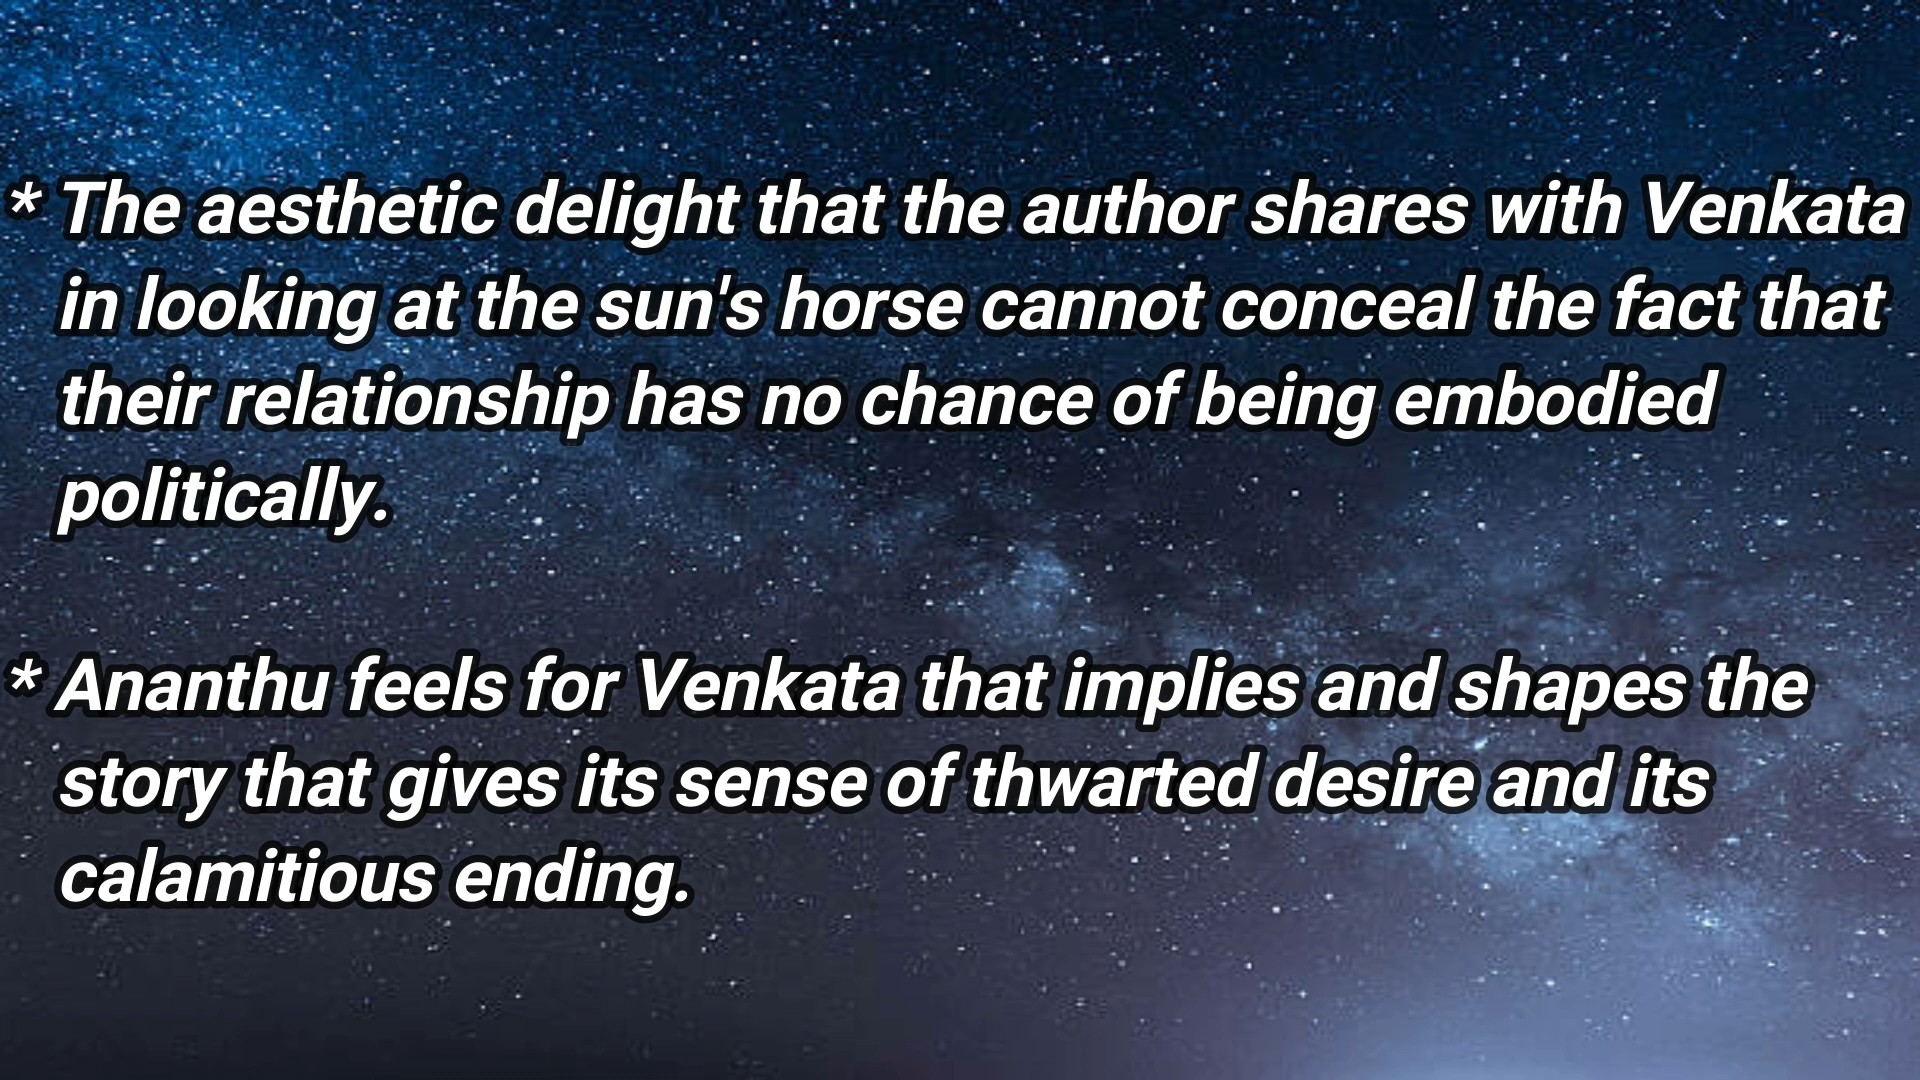 * The aesthetic delight that the author shares with Venkata
in looking at the sun's horse cannot conceal the fact that
their relationship has no chance of being embodied
politically.
* Ananthu feels for Venkata that implies and shapes the
story that gives its sense of thwarted desire and its
calamitious ending.